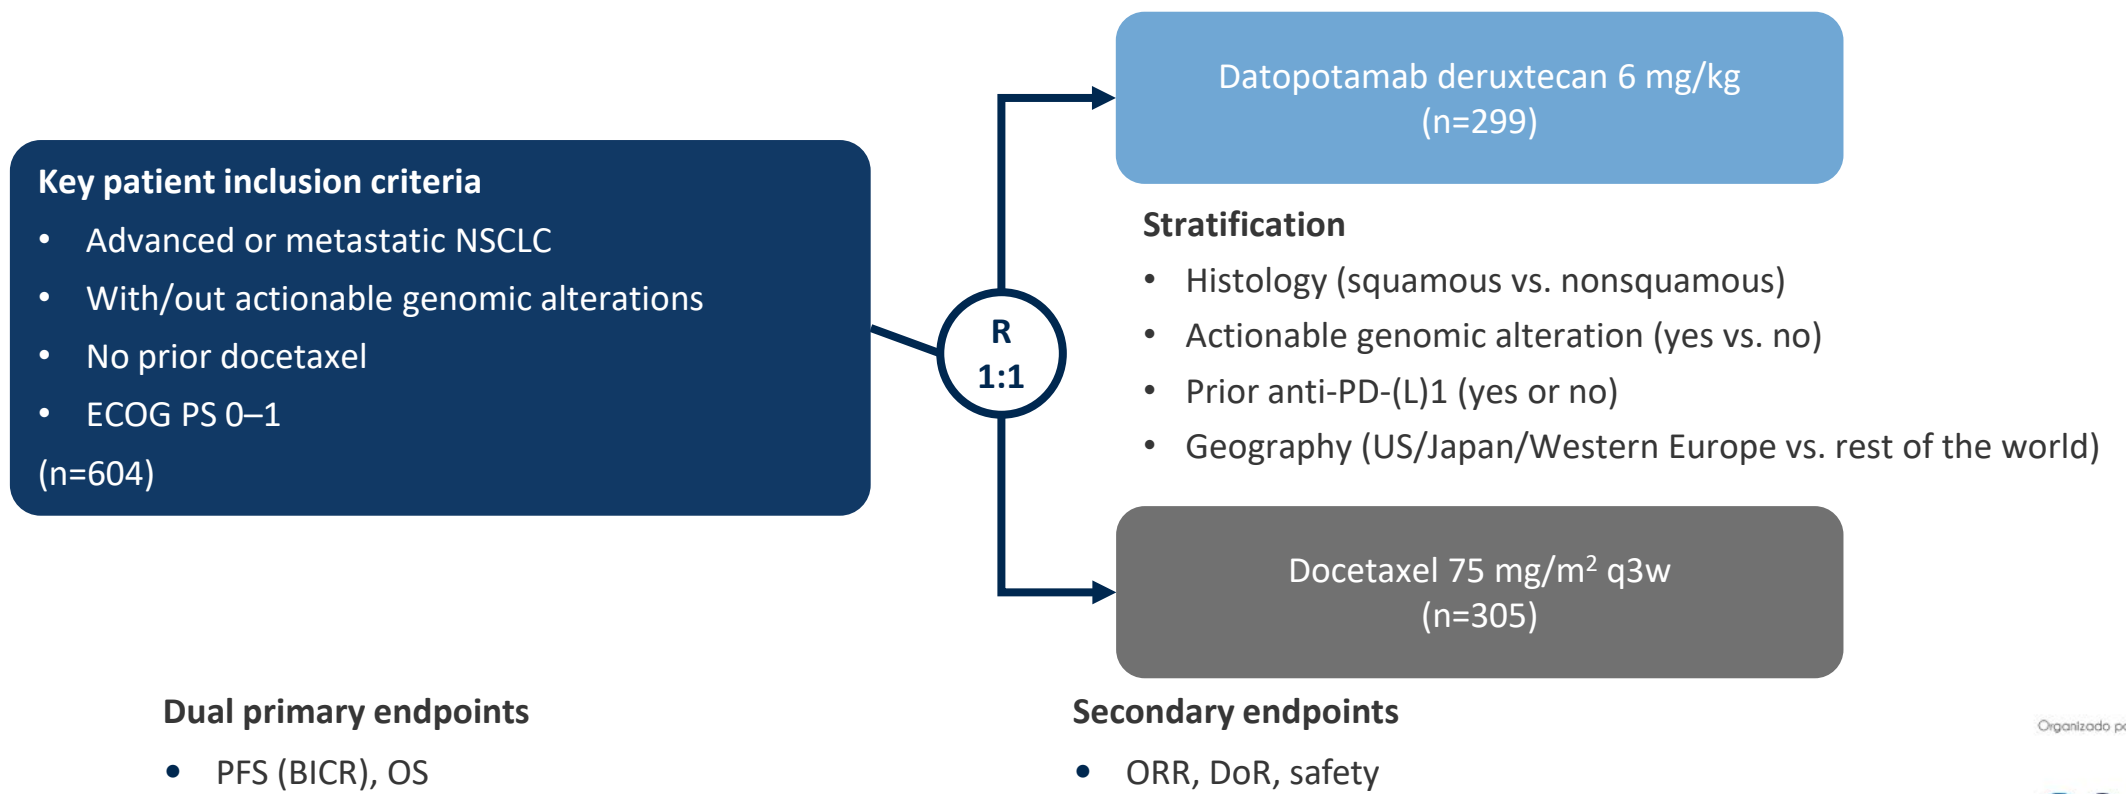 Key patient inclusion criteria
• Advanced or metastatic NSCLC
• With/out actionable genomic alterations
• No prior docetaxel
• ECOG PS 0–1
(n=604)
R
1:1
Datopotamab deruxtecan 6 mg/kg
(n=299)
Stratification
• Histology (squamous vs. nonsquamous)
• Actionable genomic alteration (yes vs. no)
• Prior anti-PD-(L)1 (yes or no)
• Geography (US/Japan/Western Europe vs. rest of the world)
Docetaxel 75 mg/m² q3w
(n=305)
Dual primary endpoints
• PFS (BICR), OS
Secondary endpoints
• ORR, DoR, safety
Organizado po